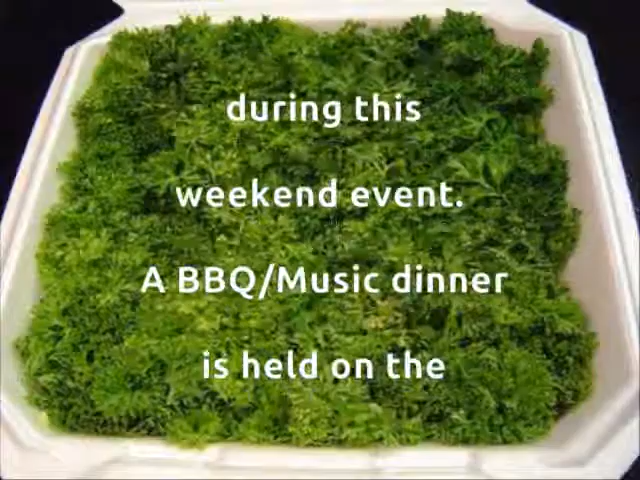 during this
weekend event.
A BBQ/Music dinner
is held on the